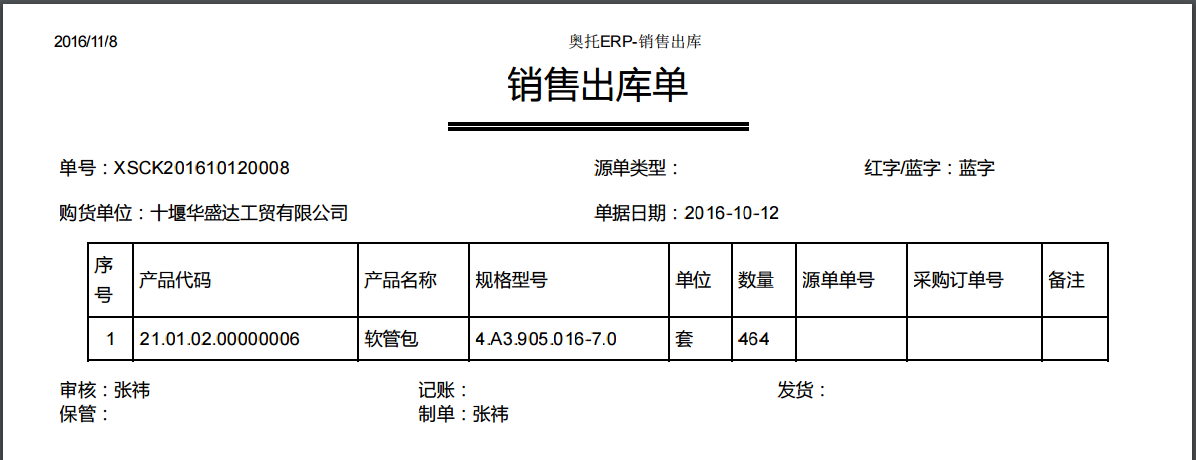 2016/11/8 奥托ERP-销售出库
销售出库单
单号：XSCK201610120008 源单类型： 红字/蓝字：蓝字
购货单位：十堰华盛达工贸有限公司 单据日期：2016-10-12
序号 产品代码 产品名称 规格型号 单位 数量 源单单号 采购订单号 备注
1 21.01.02.00000006 软管包 4.A3.905.016-7.0 套 464
审核：张祎 记账： 发货：
保管： 制单：张祎